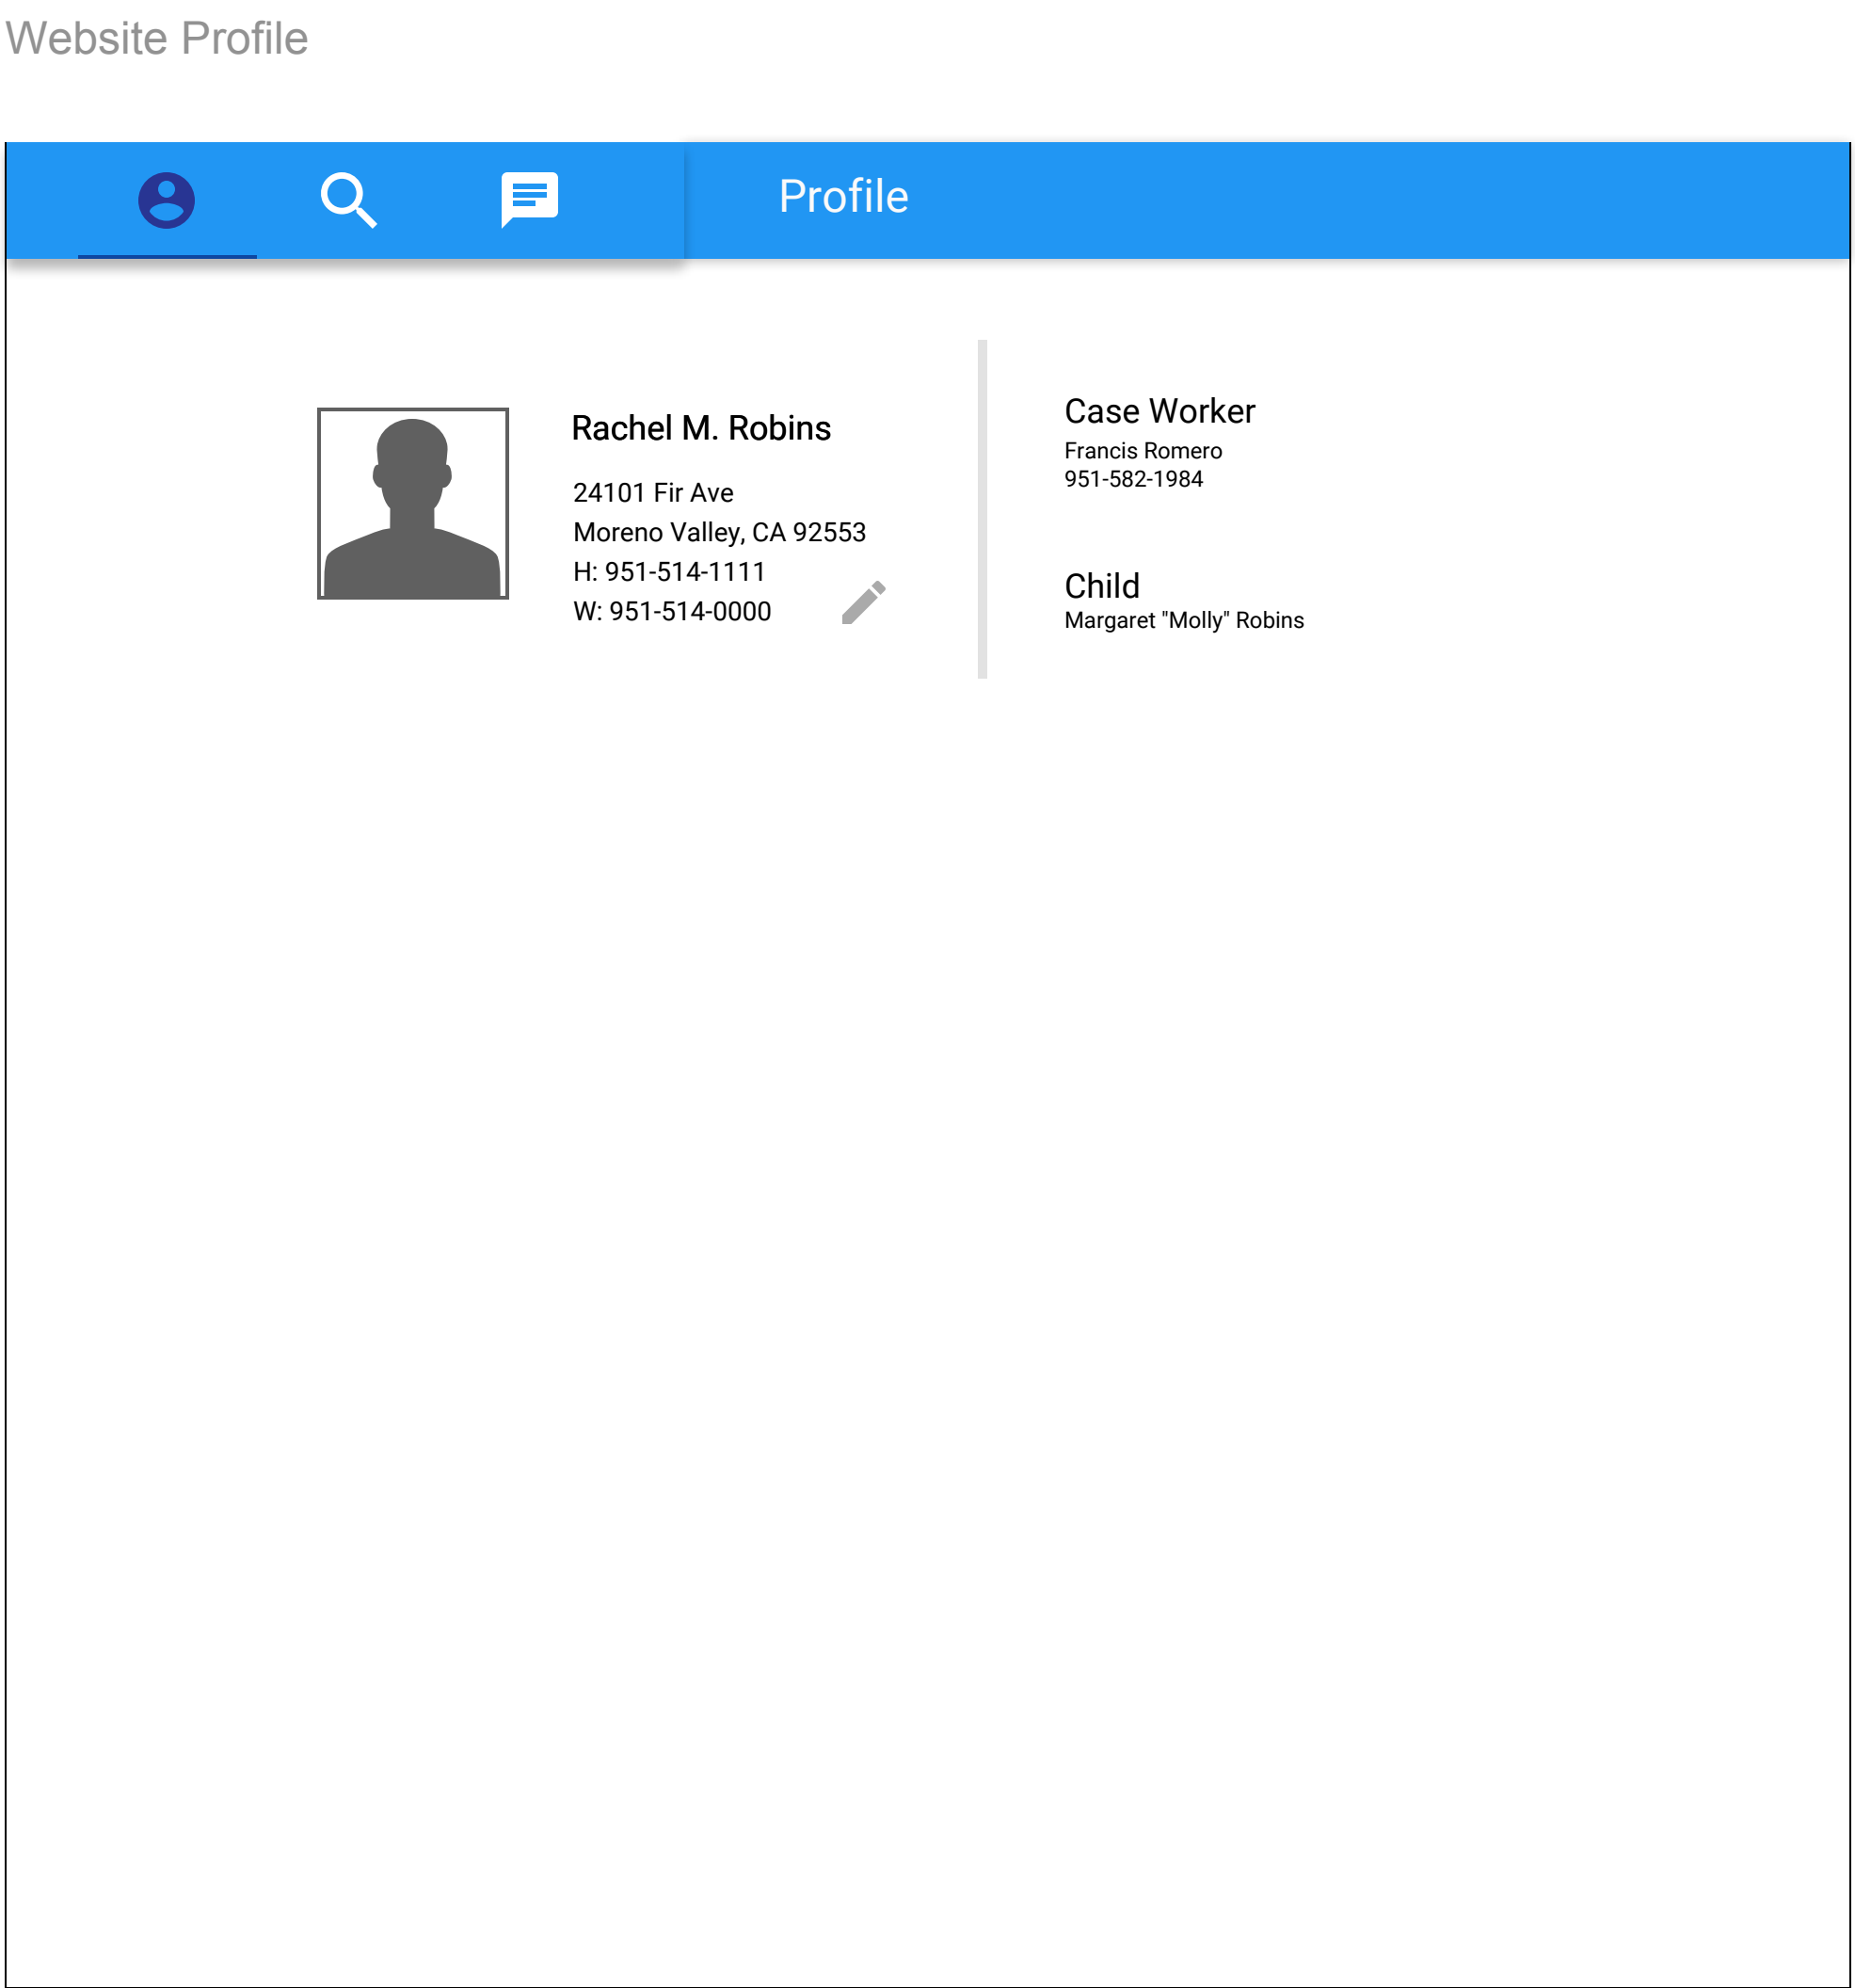 Website Profile
Profile
Rachel M. Robins
24101 Fir Ave
Moreno Valley, CA 92553
H: 951-514-1111
W: 951-514-0000
Case Worker
Francis Romero
951-582-1984
Child
Margaret "Molly" Robins